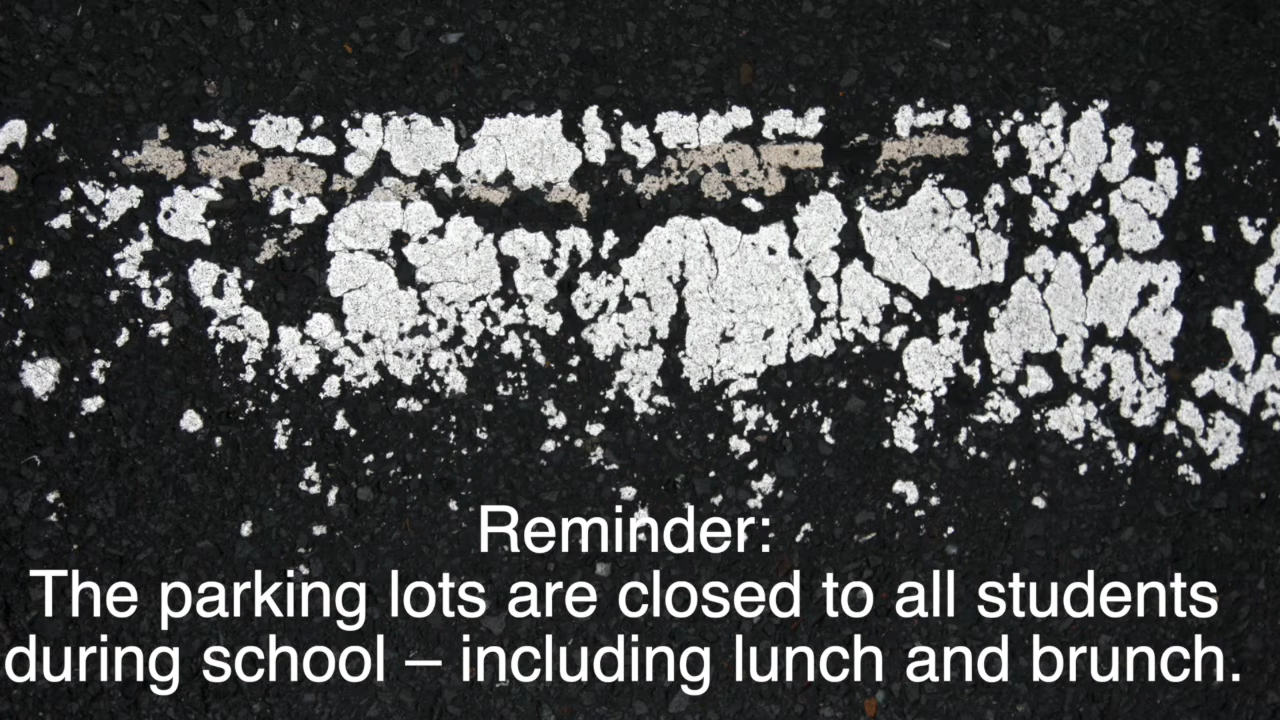 Reminder:
The parking lots are closed to all students
during school – including lunch and brunch.